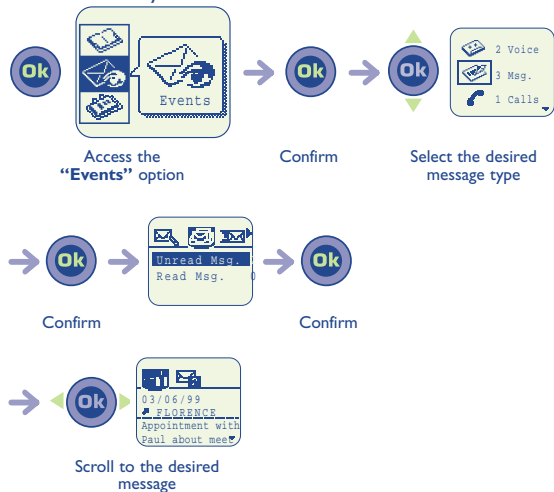 Ok
Events
Ok
Ok
2 Voice
3 Msg.
1 Calls
Access the
“Events” option
Confirm
Select the desired
message type
Ok
Unread Msg.
Read Msg. 0
Ok
Confirm
Confirm
Ok
03/06/99
FLORENCE
Appointment with
Paul about meet
Scroll to the desired
message